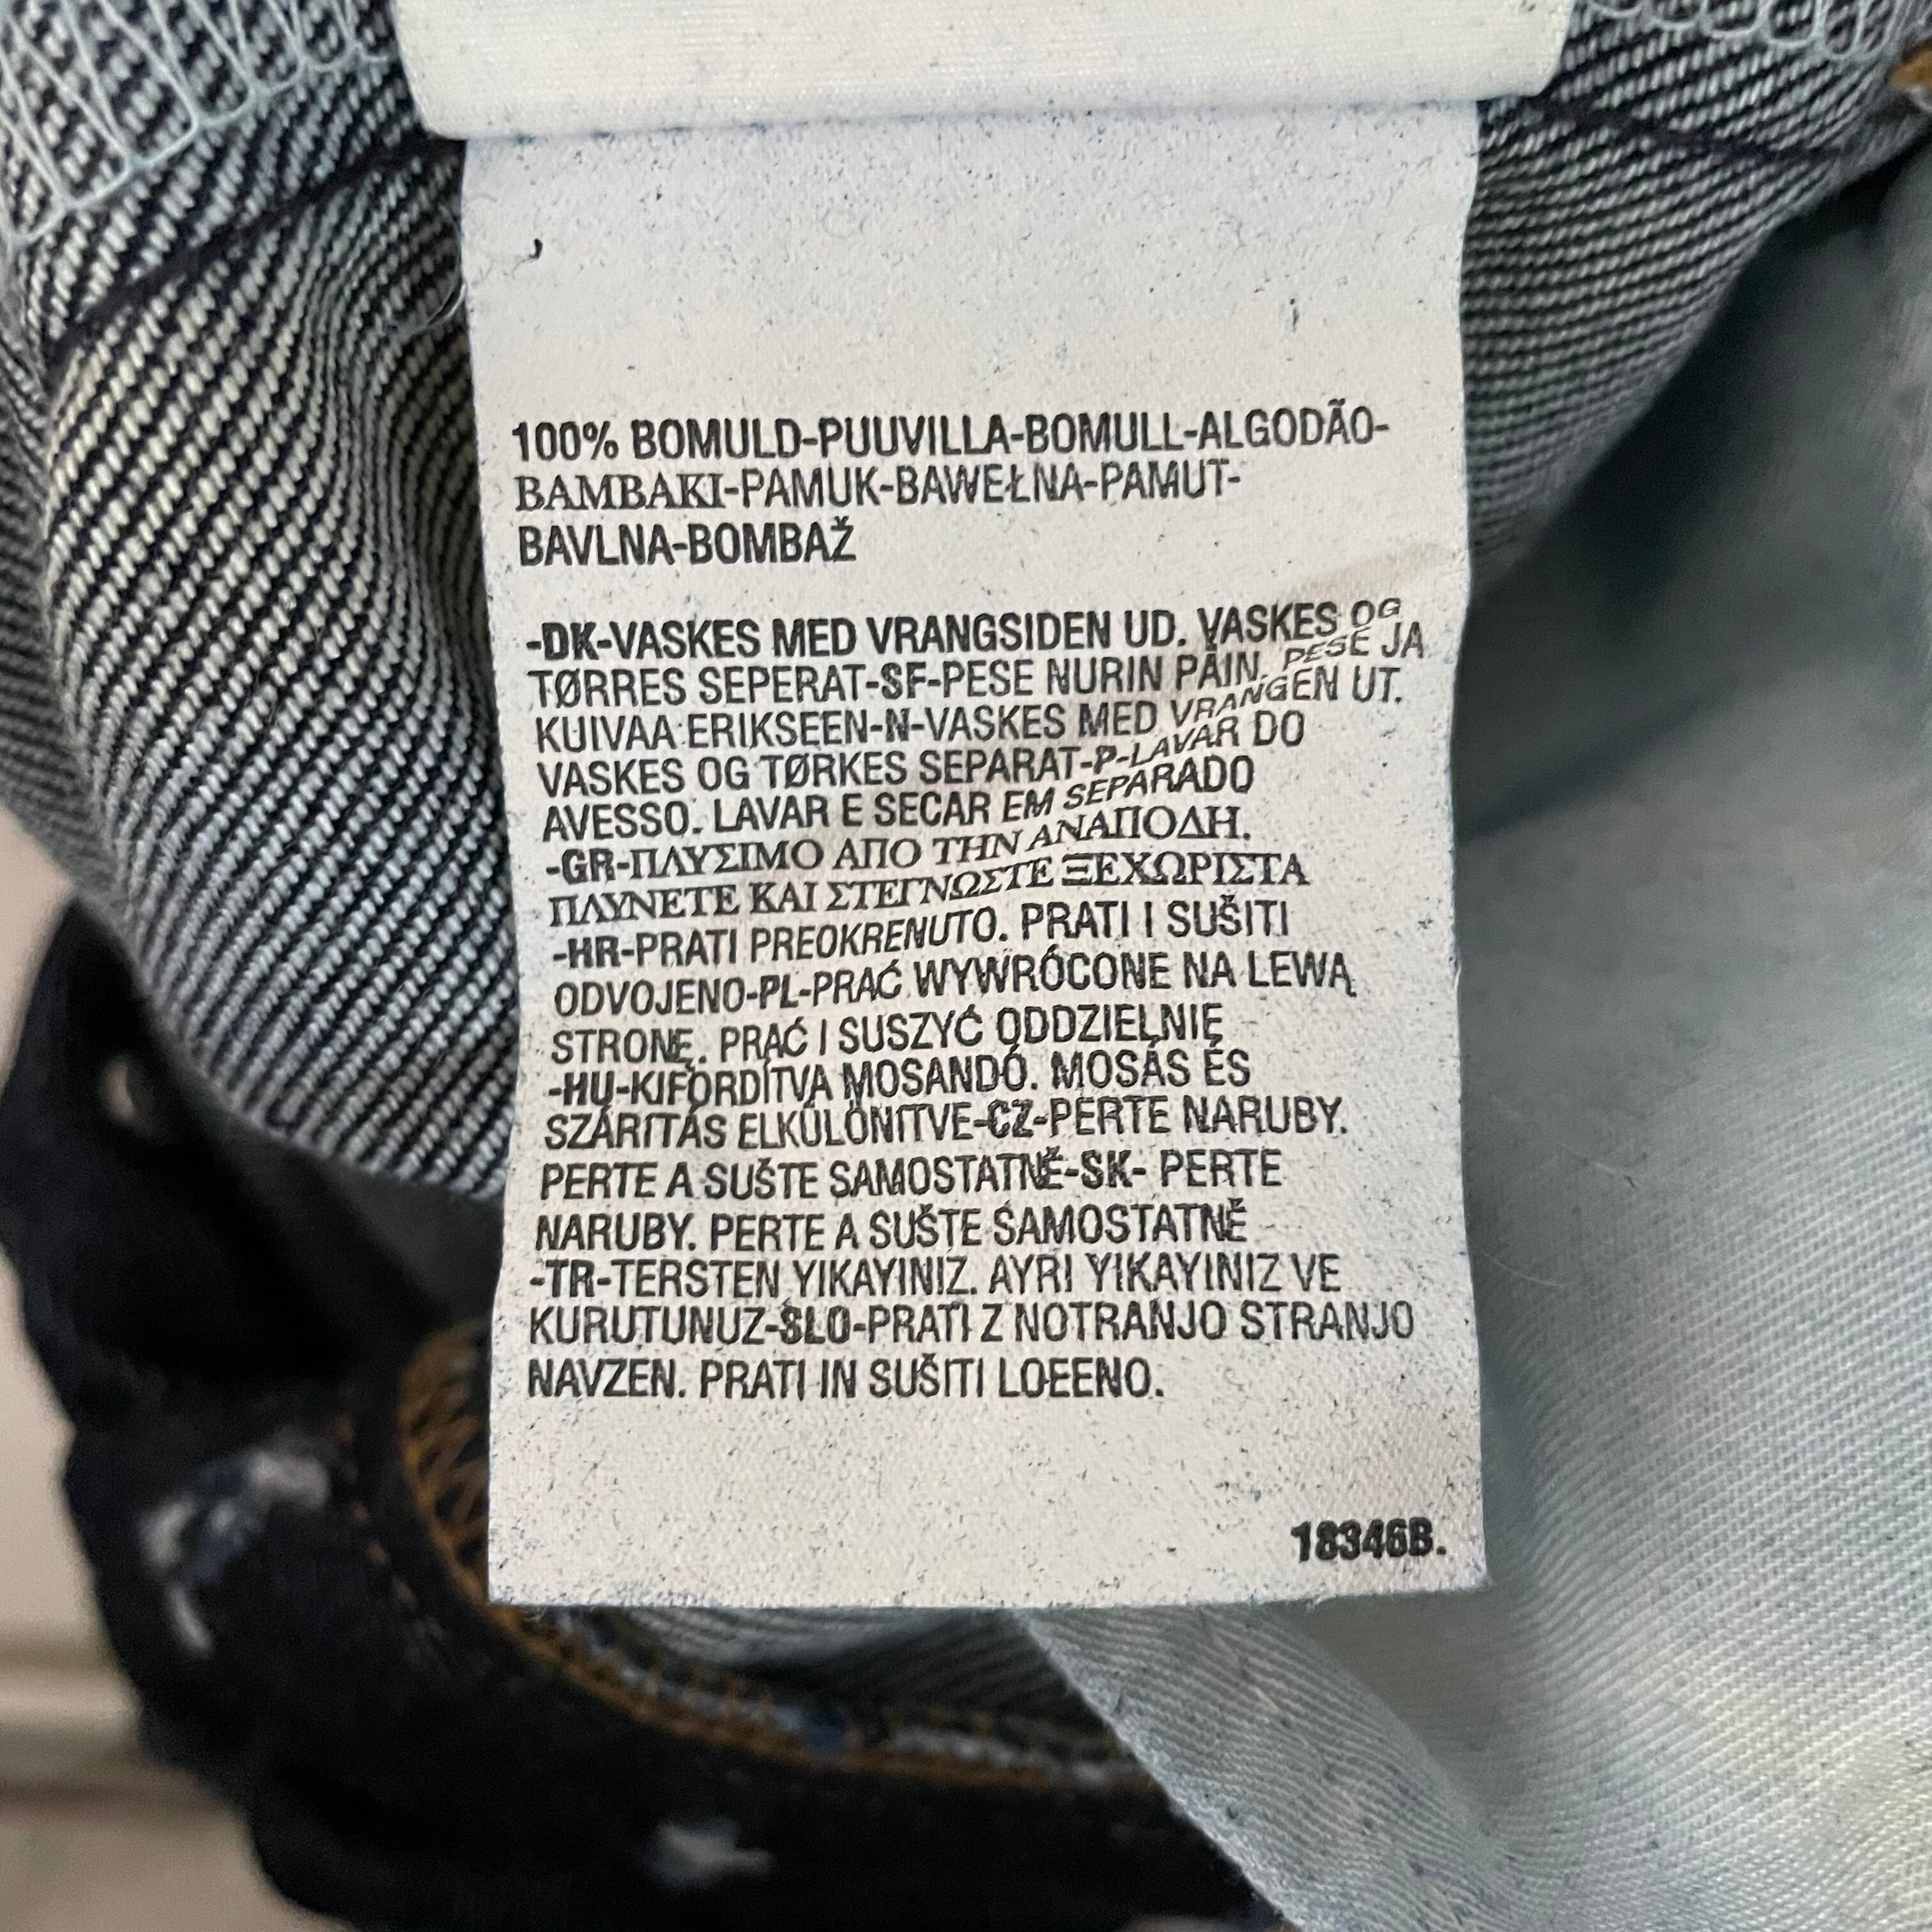 100% BOMULD-PUUVILLA-BOMULL-ALGODÃO-
ΒΑΜΒΑΚΙ-PAMUK-BAWEŁNA-PAMUT-
BAVLNA-BOMBAŽ
-DK-VASKES MED VRANGSIDEN UD. VASKES OG
TØRRES SEPERAT-SF-PESE NURIN PÄIN. PESE JA
KUIVAA ERIKSEEN-N-VASKES MED VRANGEN UT.
VASKES OG TØRKES SEPARAT-P-LAVAR DO
AVESSO. LAVAR E SECAR EM SEPARADO
-GR-ΠΛΥΣΙΜΟ ΑΠΟ ΤΗΝ ΑΝΑΠΟΔΗ.
ΠΛΥΝΕΤΕ ΚΑΙ ΣΤΕΓΝΩΣΤΕ ΞΕΧΩΡΙΣΤΑ
-HR-PRATI PREOKRENUTO. PRATI I SUŠITI
ODVOJENO-PL-PRAĆ WYWRÓCONE NA LEWĄ
STRONĘ. PRAĆ I SUSZYĆ ODDZIELNIĘ
-HU-KIFORDÍTVA MOSANDÓ. MOSÁS ÉS
SZÁRITÁS ELKÜLÖNITVE-CZ-PERTE NARUBY.
PERTE A SUŠTE SAMOSTATNĚ-SK- PERTE
NARUBY. PERTE A SUŠTE SAMOSTATNĚ
-TR-TERSTEN YIKAYINIZ. AYRI YIKAYINIZ VE
KURUTUNUZ-SLO-PRATI Z NOTRANJO STRANJO
NAVZEN. PRATI IN SUŠITI LOEENO.
18346B.